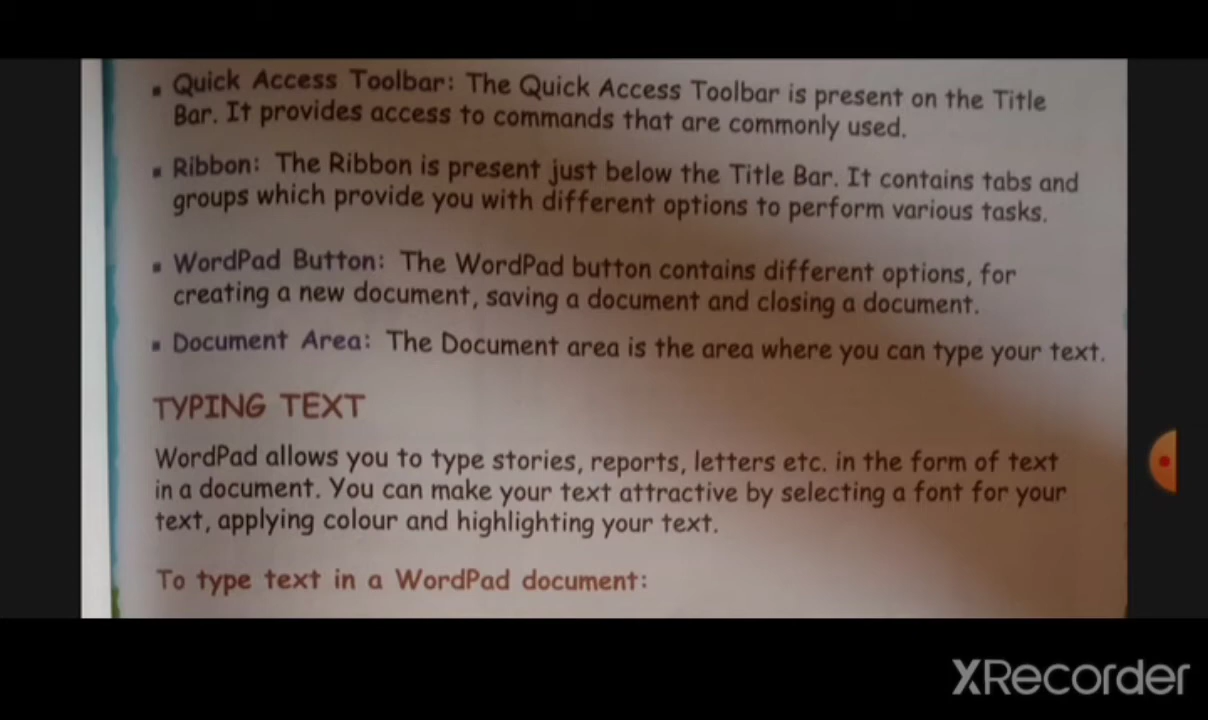 ▪ Quick Access Toolbar: The Quick Access Toolbar is present on the Title
Bar. It provides access to commands that are commonly used.
▪ Ribbon: The Ribbon is present just below the Title Bar. It contains tabs and
groups which provide you with different options to perform various tasks.
▪ WordPad Button: The WordPad button contains different options, for
creating a new document, saving a document and closing a document.
▪ Document Area: The Document area is the area where you can type your text.
TYPING TEXT
WordPad allows you to type stories, reports, letters etc. in the form of text
in a document. You can make your text attractive by selecting a font for your
text, applying colour and highlighting your text.
To type text in a WordPad document:
XRecorder